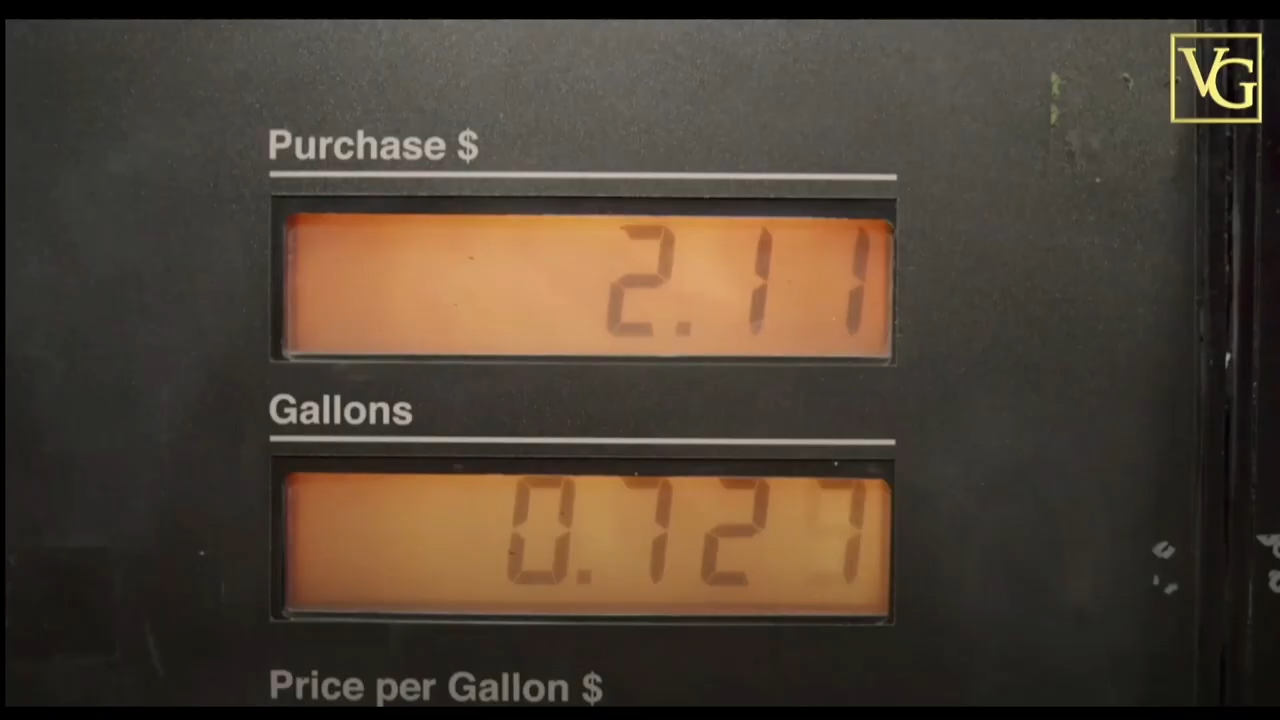 VG
Purchase $
2.11
Gallons
0.727
Price per Gallon $